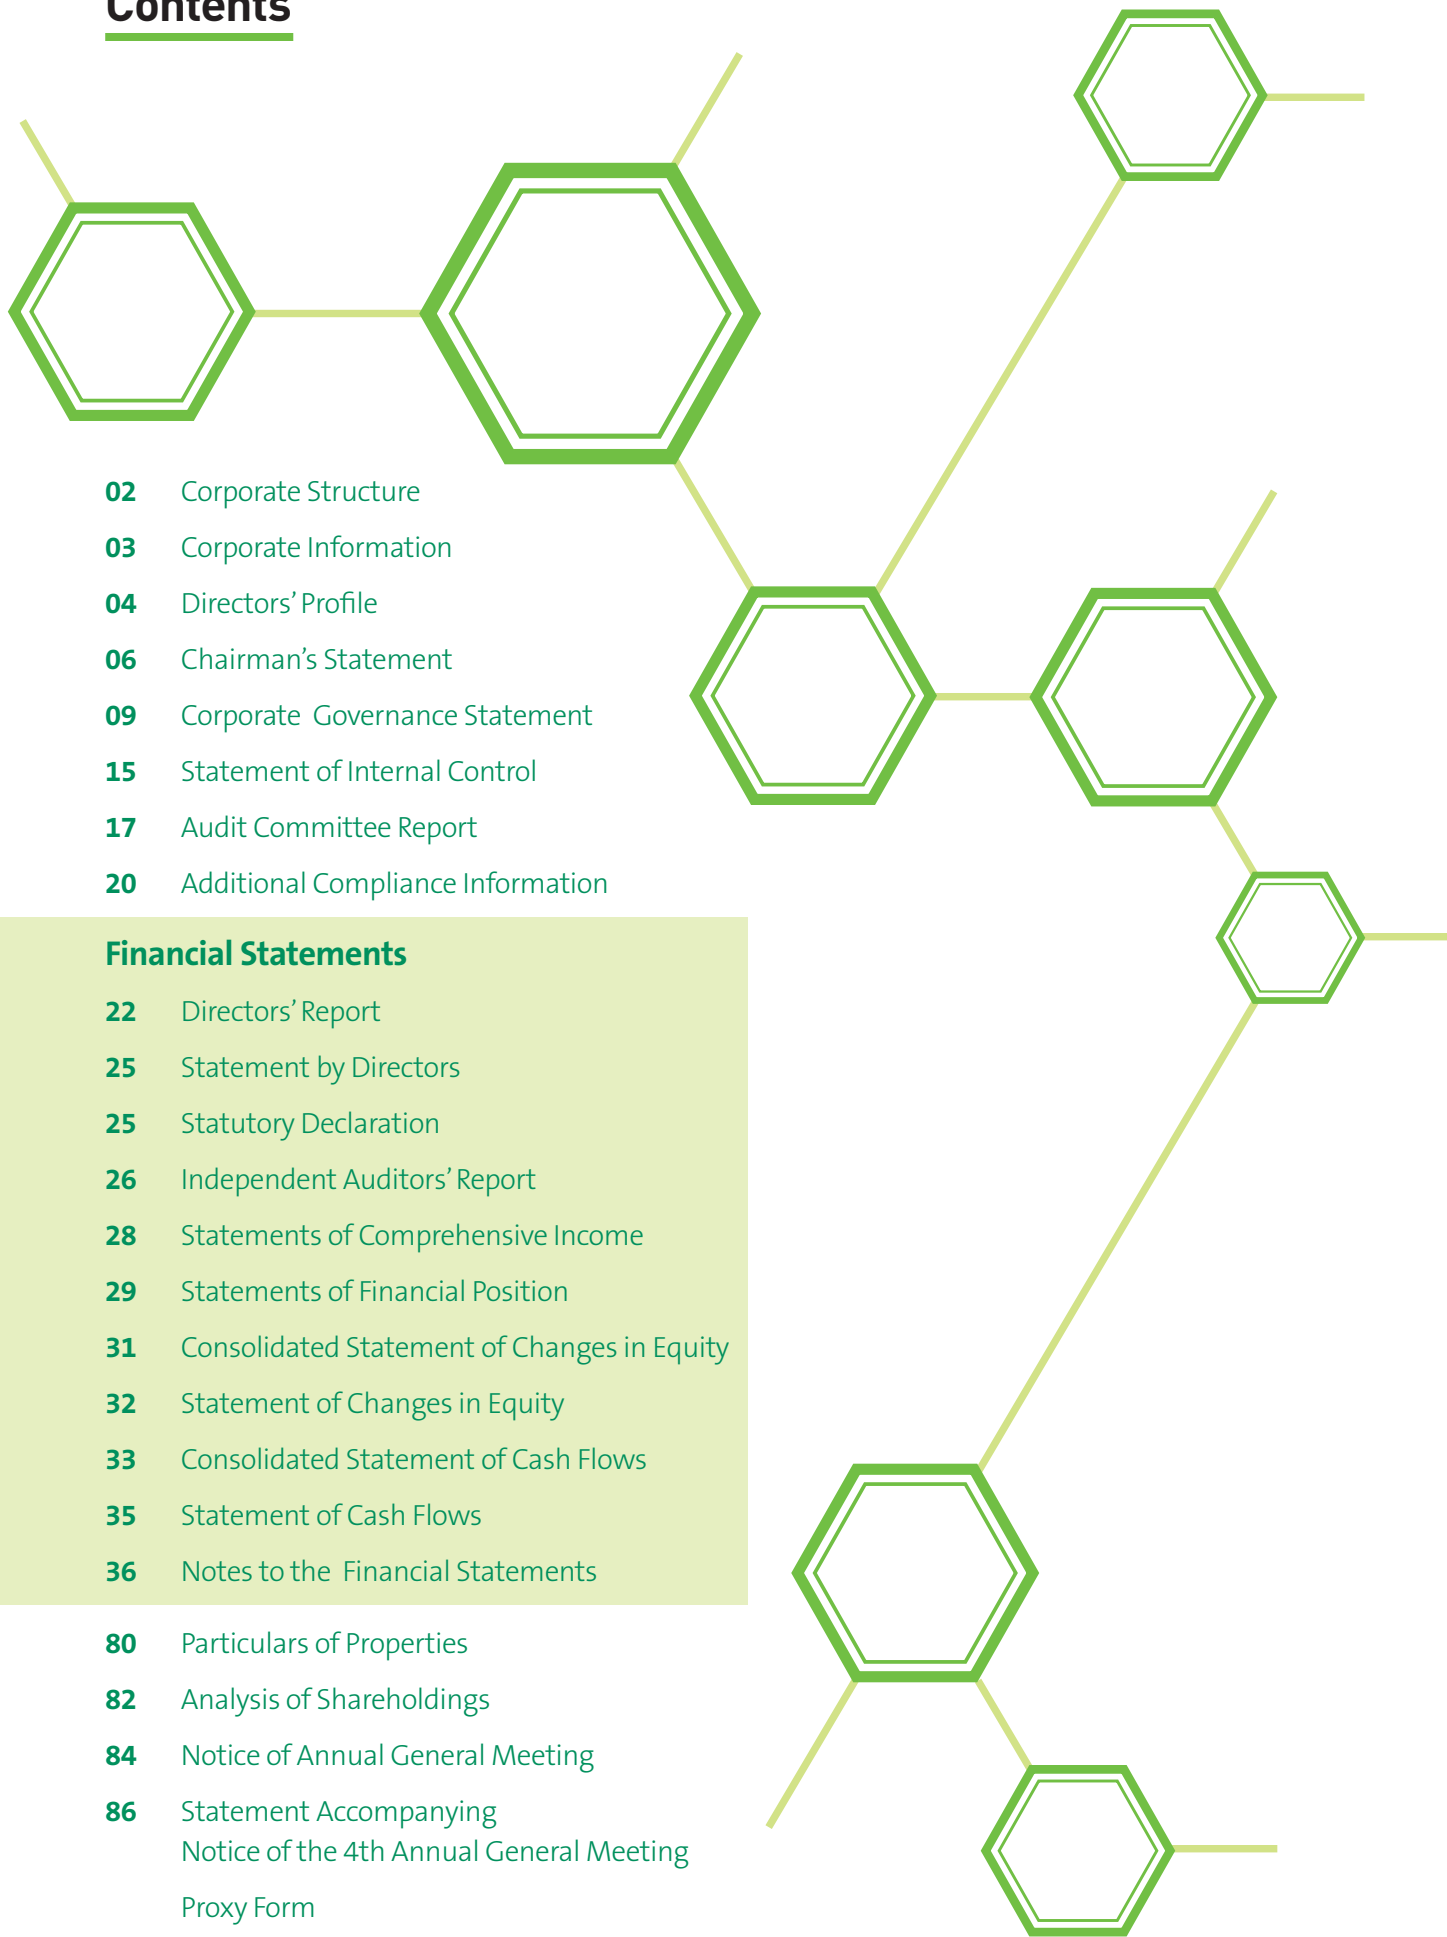 Contents
02 Corporate Structure
03 Corporate Information
04 Directors’ Profile
06 Chairman’s Statement
09 Corporate  Governance Statement
15 Statement of Internal Control
17 Audit Committee Report
20 Additional Compliance Information
Financial Statements
22 Directors’ Report
25 Statement by Directors
25 Statutory Declaration
26 Independent Auditors’ Report
28 Statements of Comprehensive Income
29 Statements of Financial Position
31 Consolidated Statement of Changes in Equity
32 Statement of Changes in Equity
33 Consolidated Statement of Cash Flows
35 Statement of Cash Flows
36 Notes to the  Financial Statements
80 Particulars of Properties
82 Analysis of Shareholdings
84 Notice of Annual General Meeting
86 Statement Accompanying
Notice of the 4th Annual General Meeting
Proxy Form